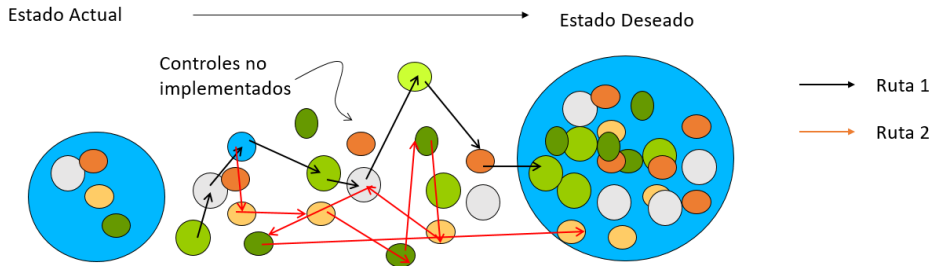 Estado Actual
Estado Deseado
Controles no
implementados
Ruta 1
Ruta 2